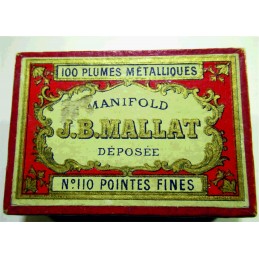 100 PLUMES MÉTALLIQUES
MANIFOLD
J.B.MALLAT
DÉPOSÉE
Nº110 POINTES FINES